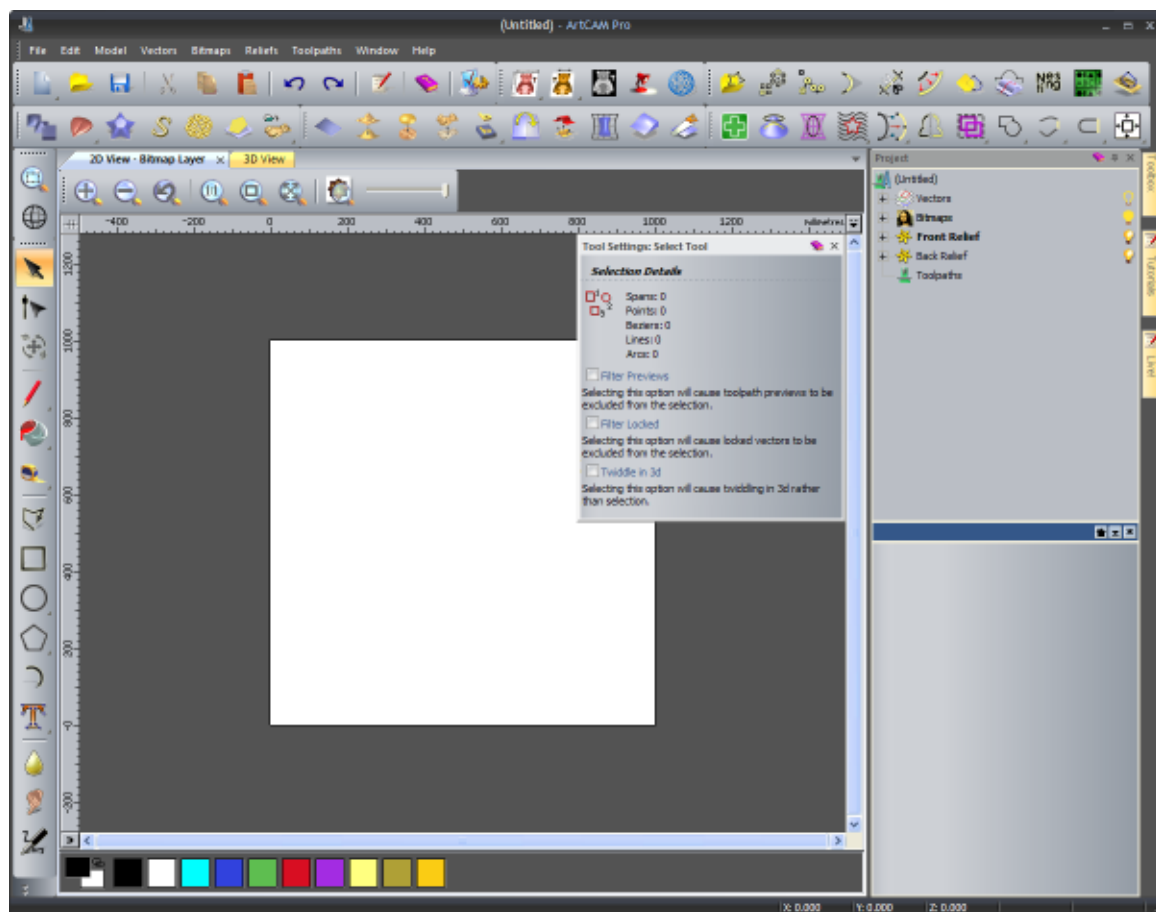 (Untitled) - ArtCAM Pro
File Edit Model Vectors Bitmaps Reliefs Toolpaths Window Help
2D View - Bitmap Layer 3D View
Project
Toolbox
(Untitled)
Vectors
Bitmaps
Front Relief
Back Relief
Toolpaths
Tutorials
-400 -200 0 200 400 600 800 1000 1200 Millimetres
1200
1000
800
600
400
200
0
-200
Tool Settings: Select Tool
Selection Details
Spans: 0
Points: 0
Beziers: 0
Lines: 0
Arcs: 0
Filter Previews
Selecting this option will cause toolpath previews to be
excluded from the selection.
Filter Locked
Selecting this option will cause locked vectors to be
excluded from the selection.
Twiddle in 3d
Selecting this option will cause twiddling in 3d rather
than selection.
X: 0.000 Y: 0.000 Z: 0.000